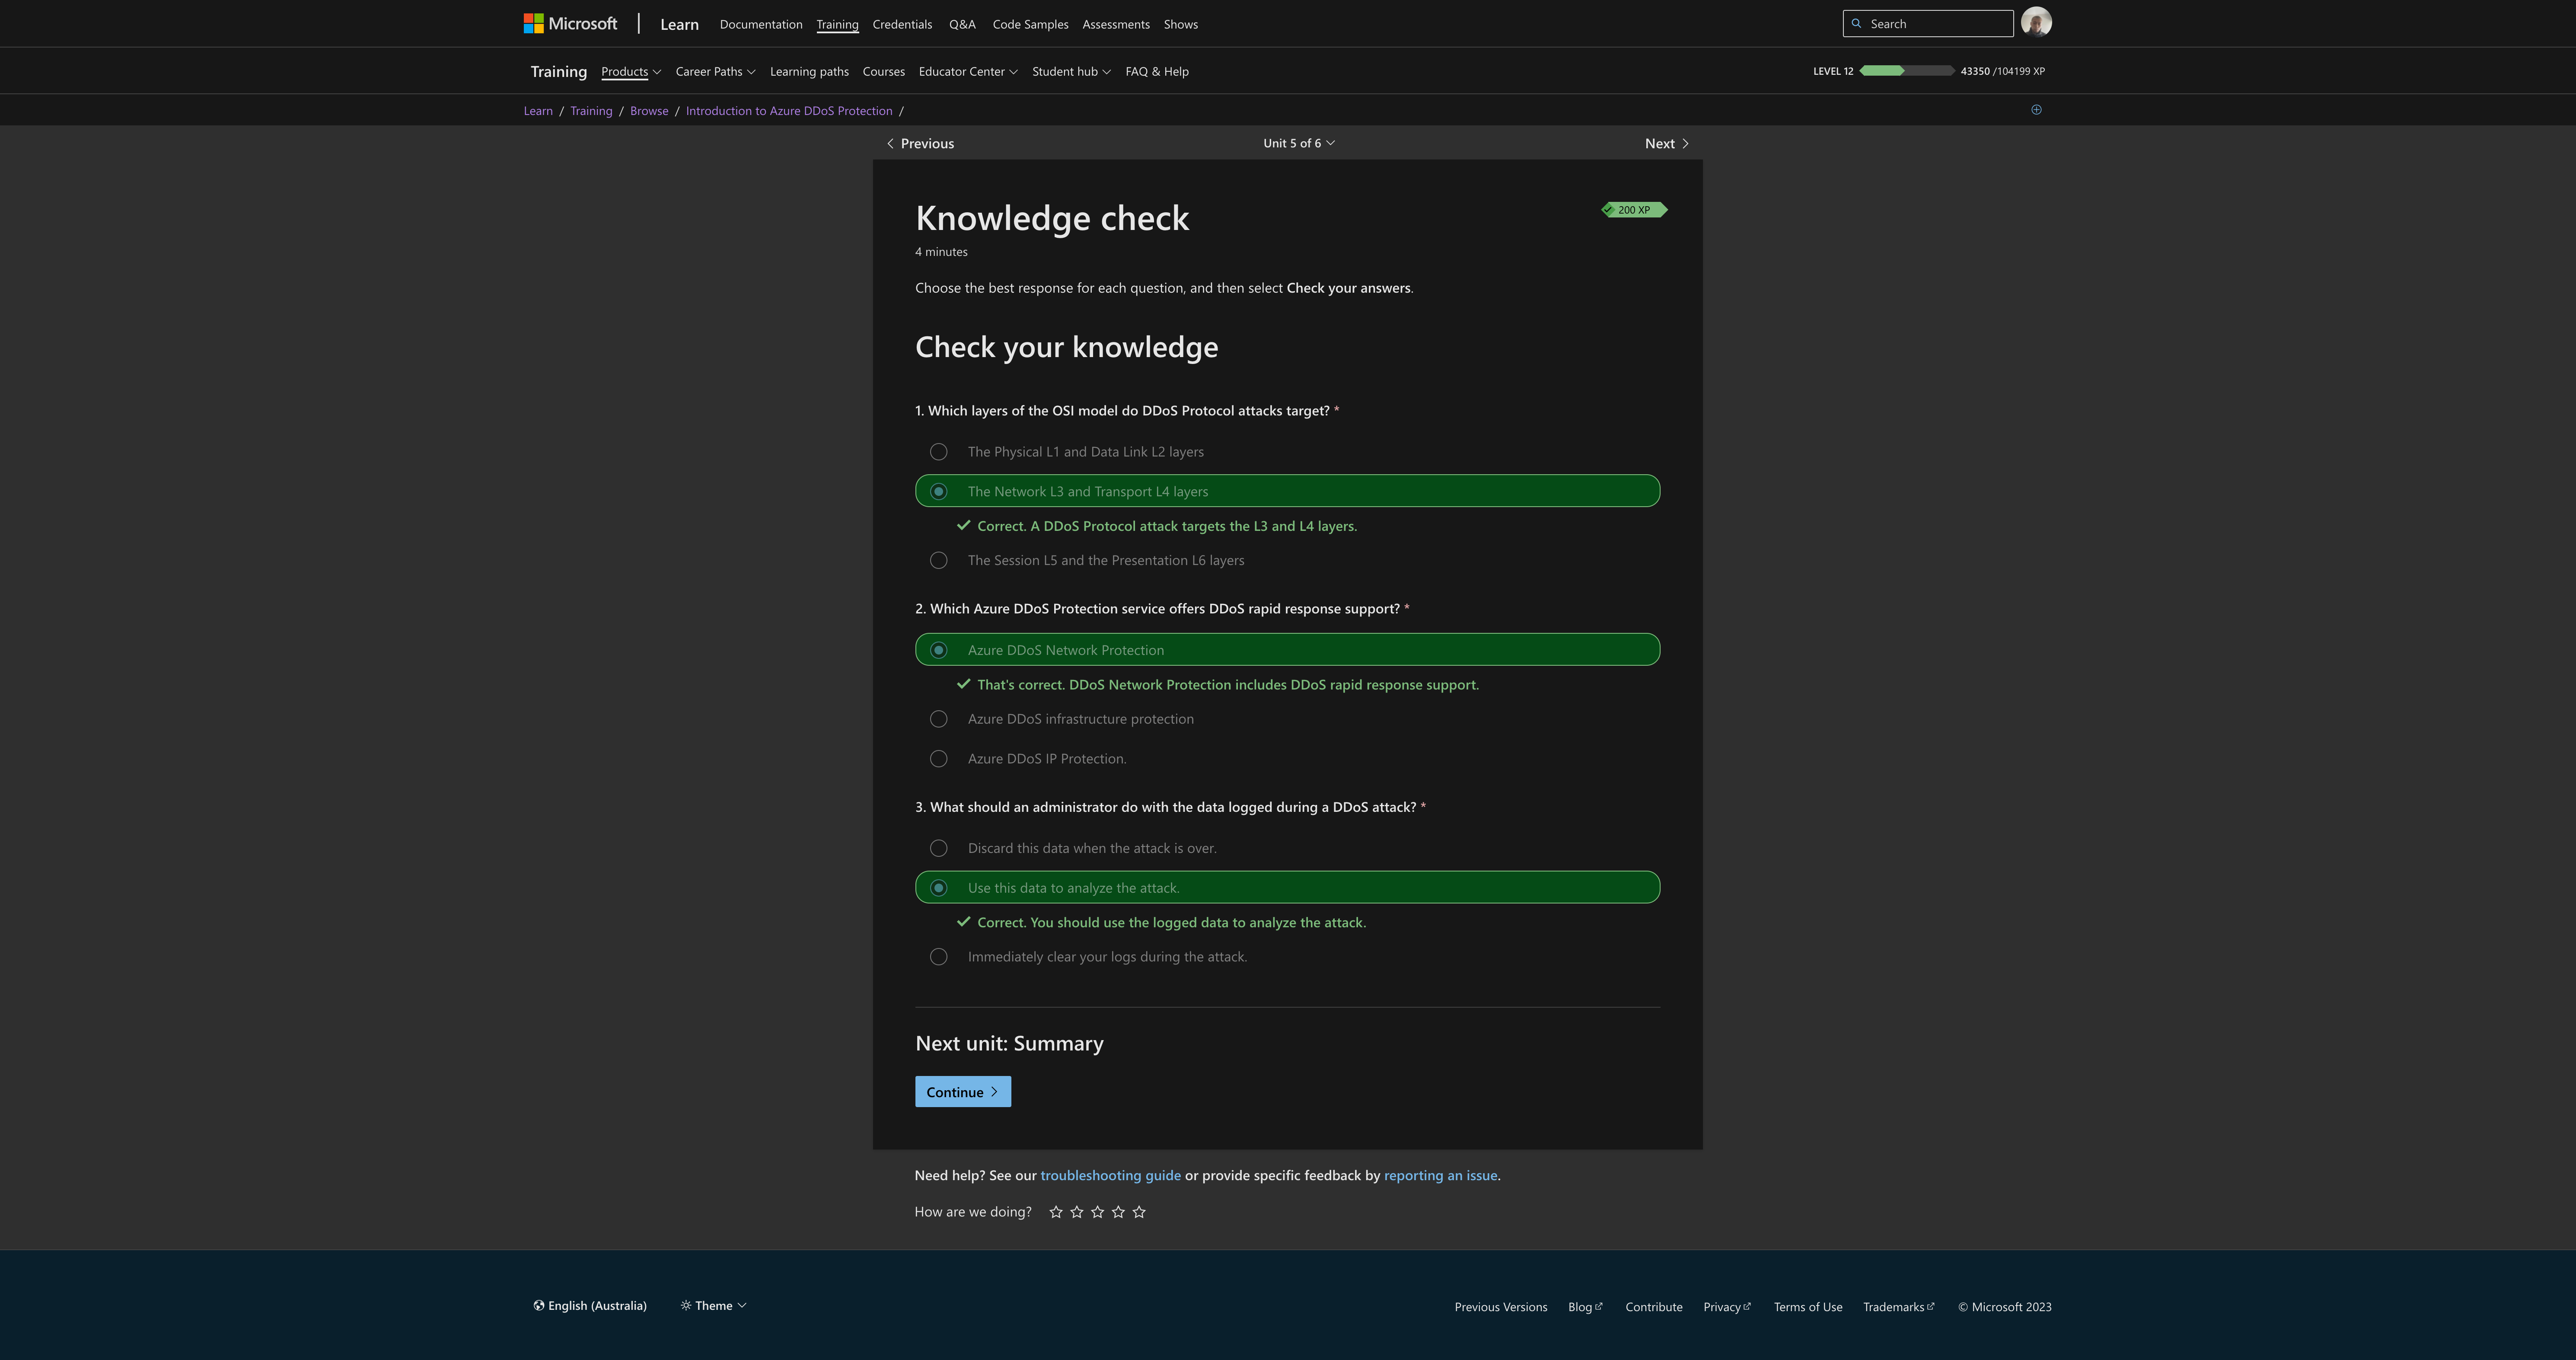 Microsoft
Learn
Documentation
Training
Credentials
Q&A
Code Samples
Assessments
Shows
Search
Training
Products
Career Paths
Learning paths
Courses
Educator Center
Student hub
FAQ & Help
LEVEL 12
43350 /104199 XP
Learn / Training / Browse / Introduction to Azure DDoS Protection /
Previous
Unit 5 of 6
Next
Knowledge check
200 XP
4 minutes
Choose the best response for each question, and then select Check your answers.
Check your knowledge
1. Which layers of the OSI model do DDoS Protocol attacks target? *
The Physical L1 and Data Link L2 layers
The Network L3 and Transport L4 layers
Correct. A DDoS Protocol attack targets the L3 and L4 layers.
The Session L5 and the Presentation L6 layers
2. Which Azure DDoS Protection service offers DDoS rapid response support? *
Azure DDoS Network Protection
That's correct. DDoS Network Protection includes DDoS rapid response support.
Azure DDoS infrastructure protection
Azure DDoS IP Protection.
3. What should an administrator do with the data logged during a DDoS attack? *
Discard this data when the attack is over.
Use this data to analyze the attack.
Correct. You should use the logged data to analyze the attack.
Immediately clear your logs during the attack.
Next unit: Summary
Continue
Need help? See our troubleshooting guide or provide specific feedback by reporting an issue.
How are we doing?
English (Australia)
Theme
Previous Versions
Blog
Contribute
Privacy
Terms of Use
Trademarks
© Microsoft 2023